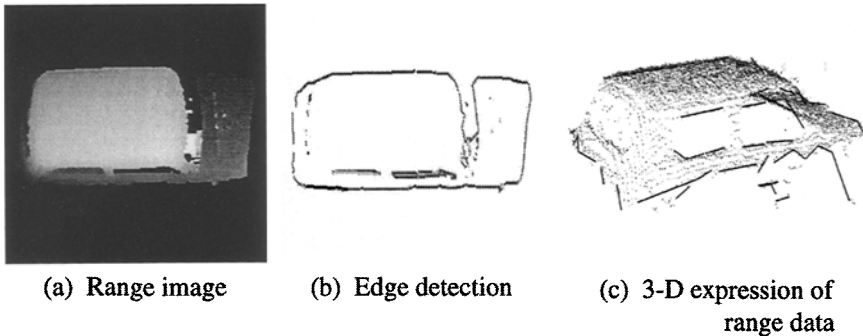 (a) Range image
(b) Edge detection
(c) 3-D expression of
range data